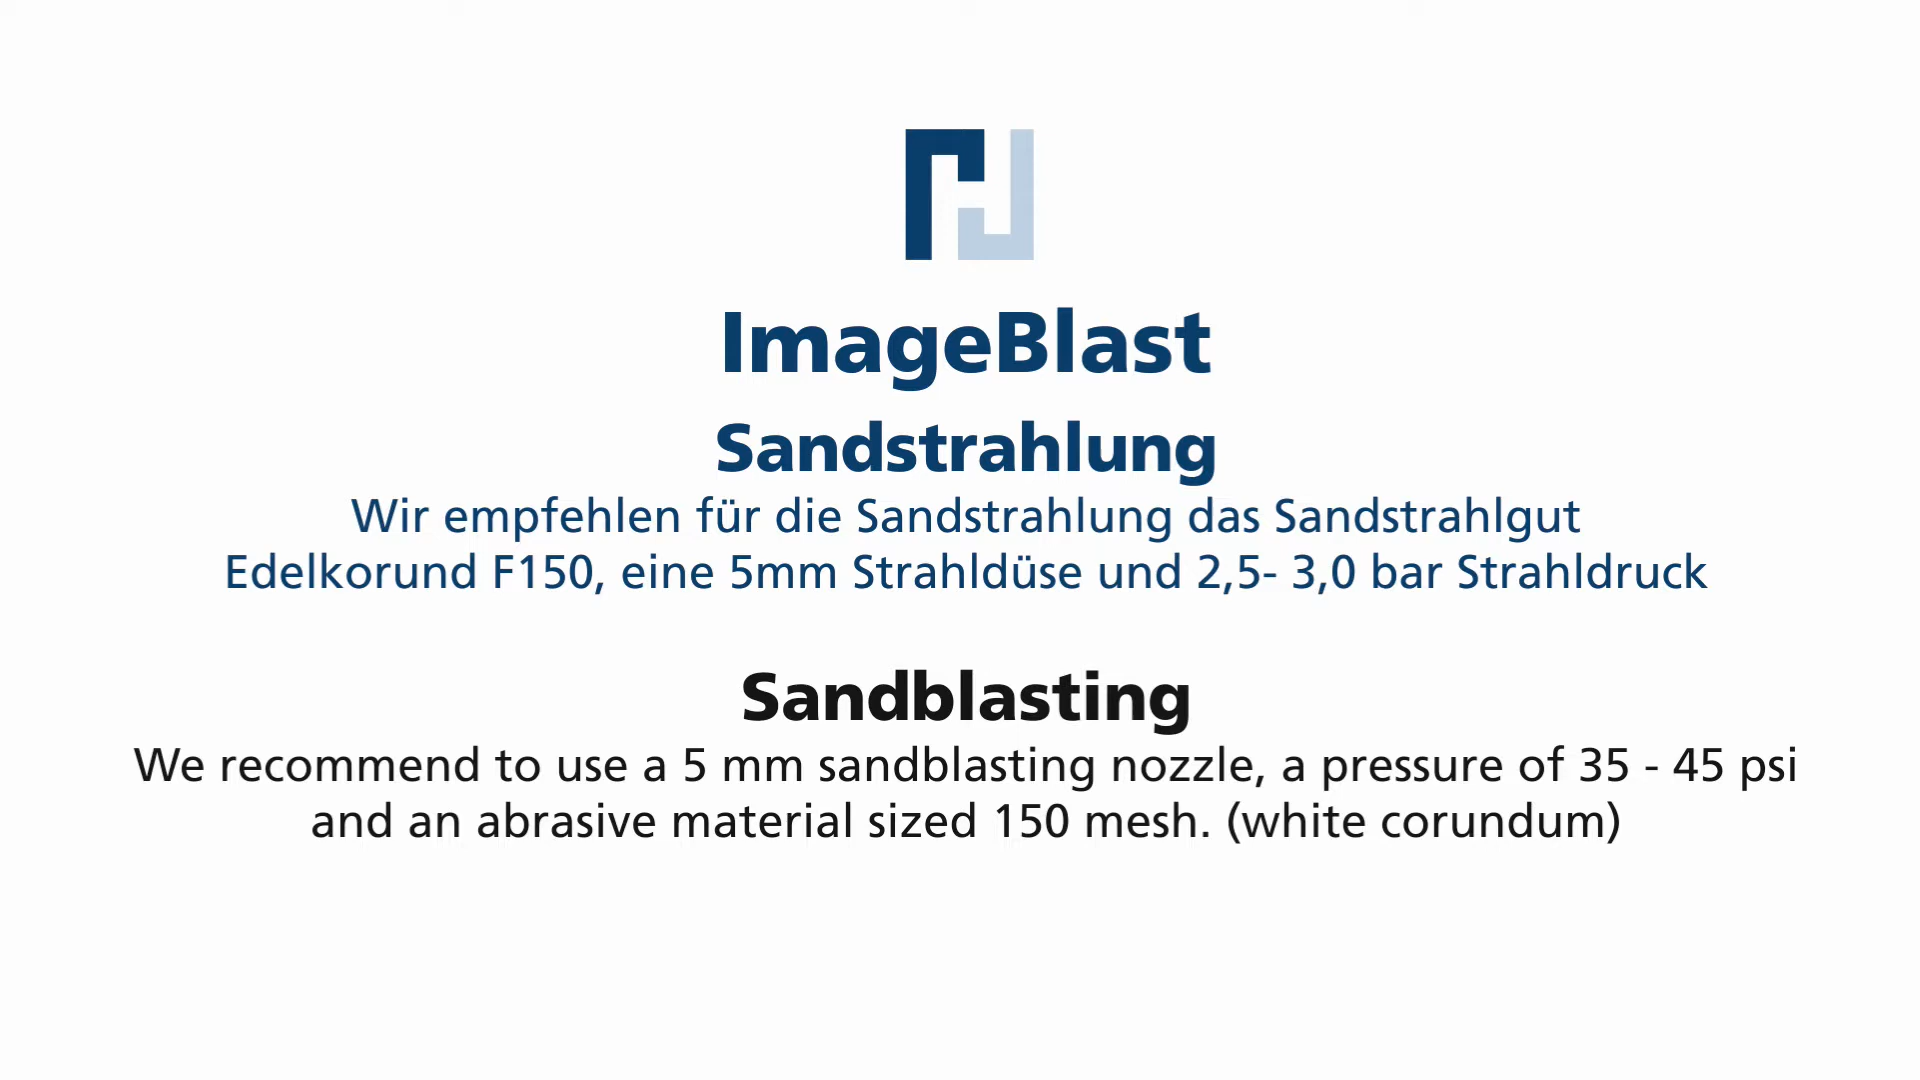 ImageBlast
Sandstrahlung
Wir empfehlen für die Sandstrahlung das Sandstrahlgut
Edelkorund F150, eine 5mm Strahldüse und 2,5- 3,0 bar Strahldruck
Sandblasting
We recommend to use a 5 mm sandblasting nozzle, a pressure of 35 - 45 psi
and an abrasive material sized 150 mesh. (white corundum)